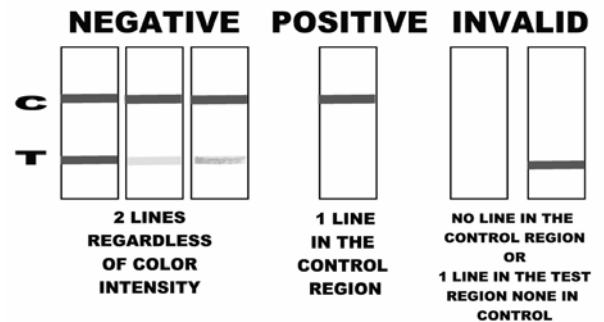 NEGATIVE POSITIVE INVALID
C
T
2 LINES
REGARDLESS
OF COLOR
INTENSITY
1 LINE
IN THE
CONTROL
REGION
NO LINE IN THE
CONTROL REGION
OR
1 LINE IN THE TEST
REGION NONE IN
CONTROL